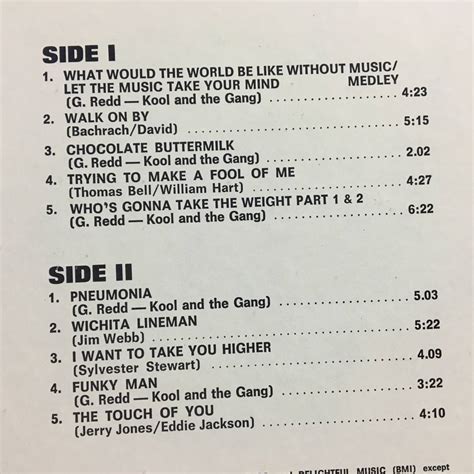 SIDE I
1. WHAT WOULD THE WORLD BE LIKE WITHOUT MUSIC/
LET THE MUSIC TAKE YOUR MIND MEDLEY
(G. Redd — Kool and the Gang) 4:23
2. WALK ON BY
(Bachrach/David) 5:15
3. CHOCOLATE BUTTERMILK
(G. Redd — Kool and the Gang) 2.02
4. TRYING TO MAKE A FOOL OF ME
(Thomas Bell/William Hart) 4:27
5. WHO'S GONNA TAKE THE WEIGHT PART 1 & 2
(G. Redd — Kool and the Gang) 6:22
SIDE II
1. PNEUMONIA
(G. Redd — Kool and the Gang) 5.03
2. WICHITA LINEMAN
(Jim Webb) 5:22
3. I WANT TO TAKE YOU HIGHER
(Sylvester Stewart) 4.09
4. FUNKY MAN
(G. Redd — Kool and the Gang) 3:22
5. THE TOUCH OF YOU
(Jerry Jones/Eddie Jackson) 4:10
DELIGHTFUL MUSIC (BMI) except